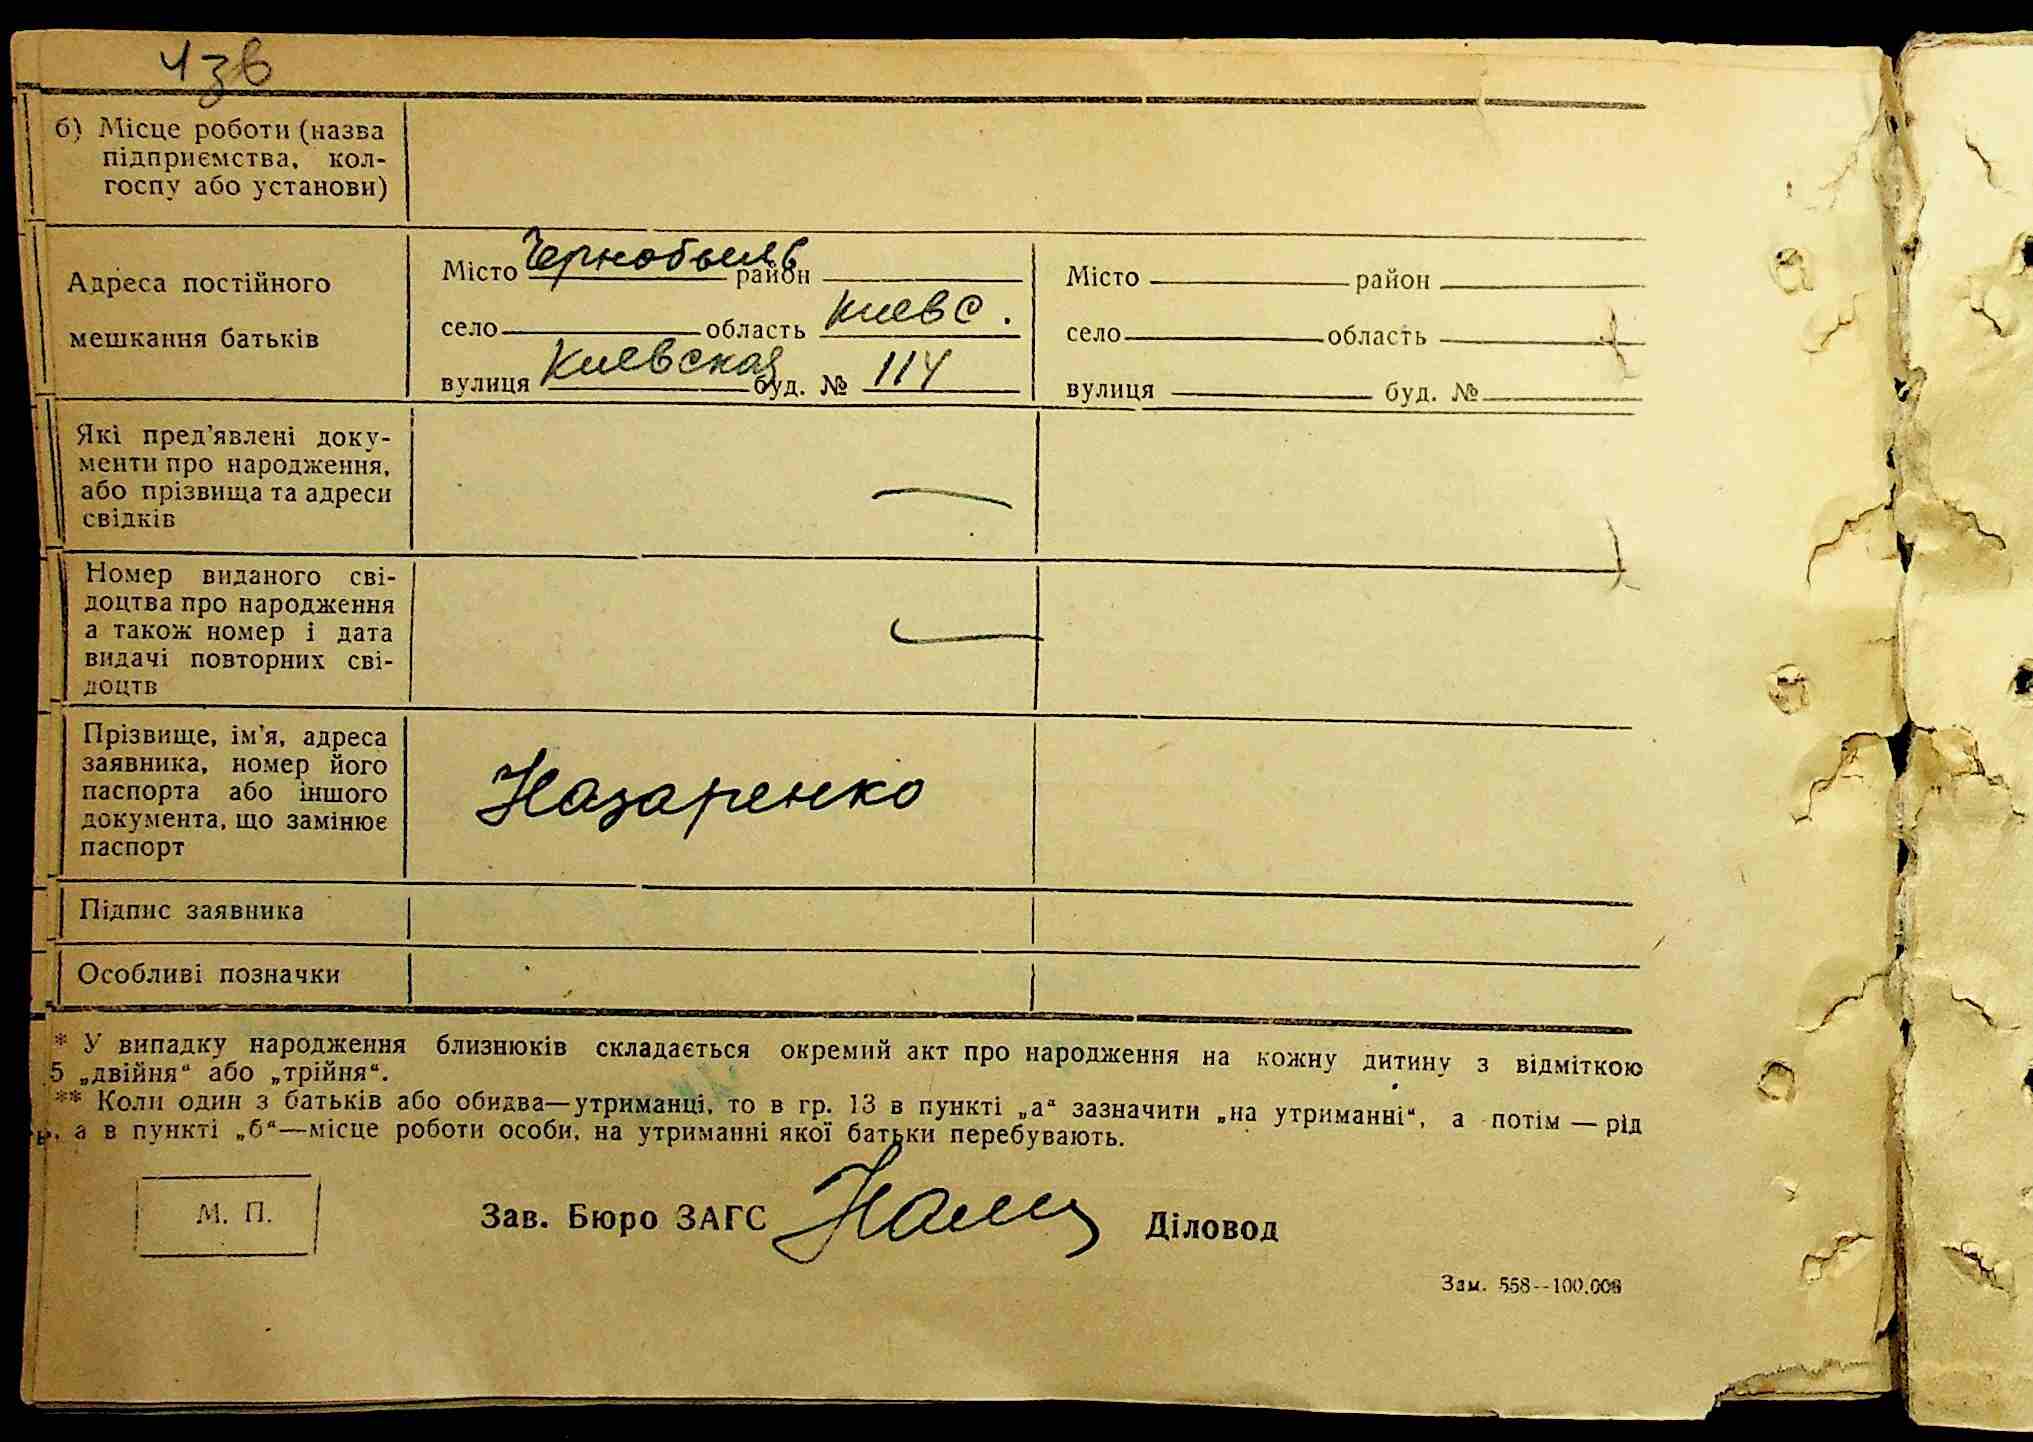 ч зв
б) Місце роботи (назва
підприємства, кол-
госпу або установи)
Адреса постійного
мешкання батьків
Місто Чернобыль район
село область Киевс.
вулиця Киевская буд. № 114
Місто район
село область
вулиця буд. №
Які пред'явлені доку-
менти про народження,
або прізвища та адреси
свідків
Номер виданого сві-
доцтва про народження
а також номер і дата
видачі повторних сві-
доцтв
Прізвище, ім'я, адреса
заявника, номер його
паспорта або іншого
документа, що замінює
паспорт
Назаренко
Підпис заявника
Особливі позначки
* У випадку народження близнюків складається окремий акт про народження на кожну дитину з відміткою
5 „двійня“ або „трійня“.
** Коли один з батьків або обидва—утриманці, то в гр. 13 в пункті „а“ зазначити „на утриманні“, а потім — рід
а в пункті „б“—місце роботи особи, на утриманні якої батьки перебувають.
М. П.
Зав. Бюро ЗАГС
Діловод
Зам. 558--100.000